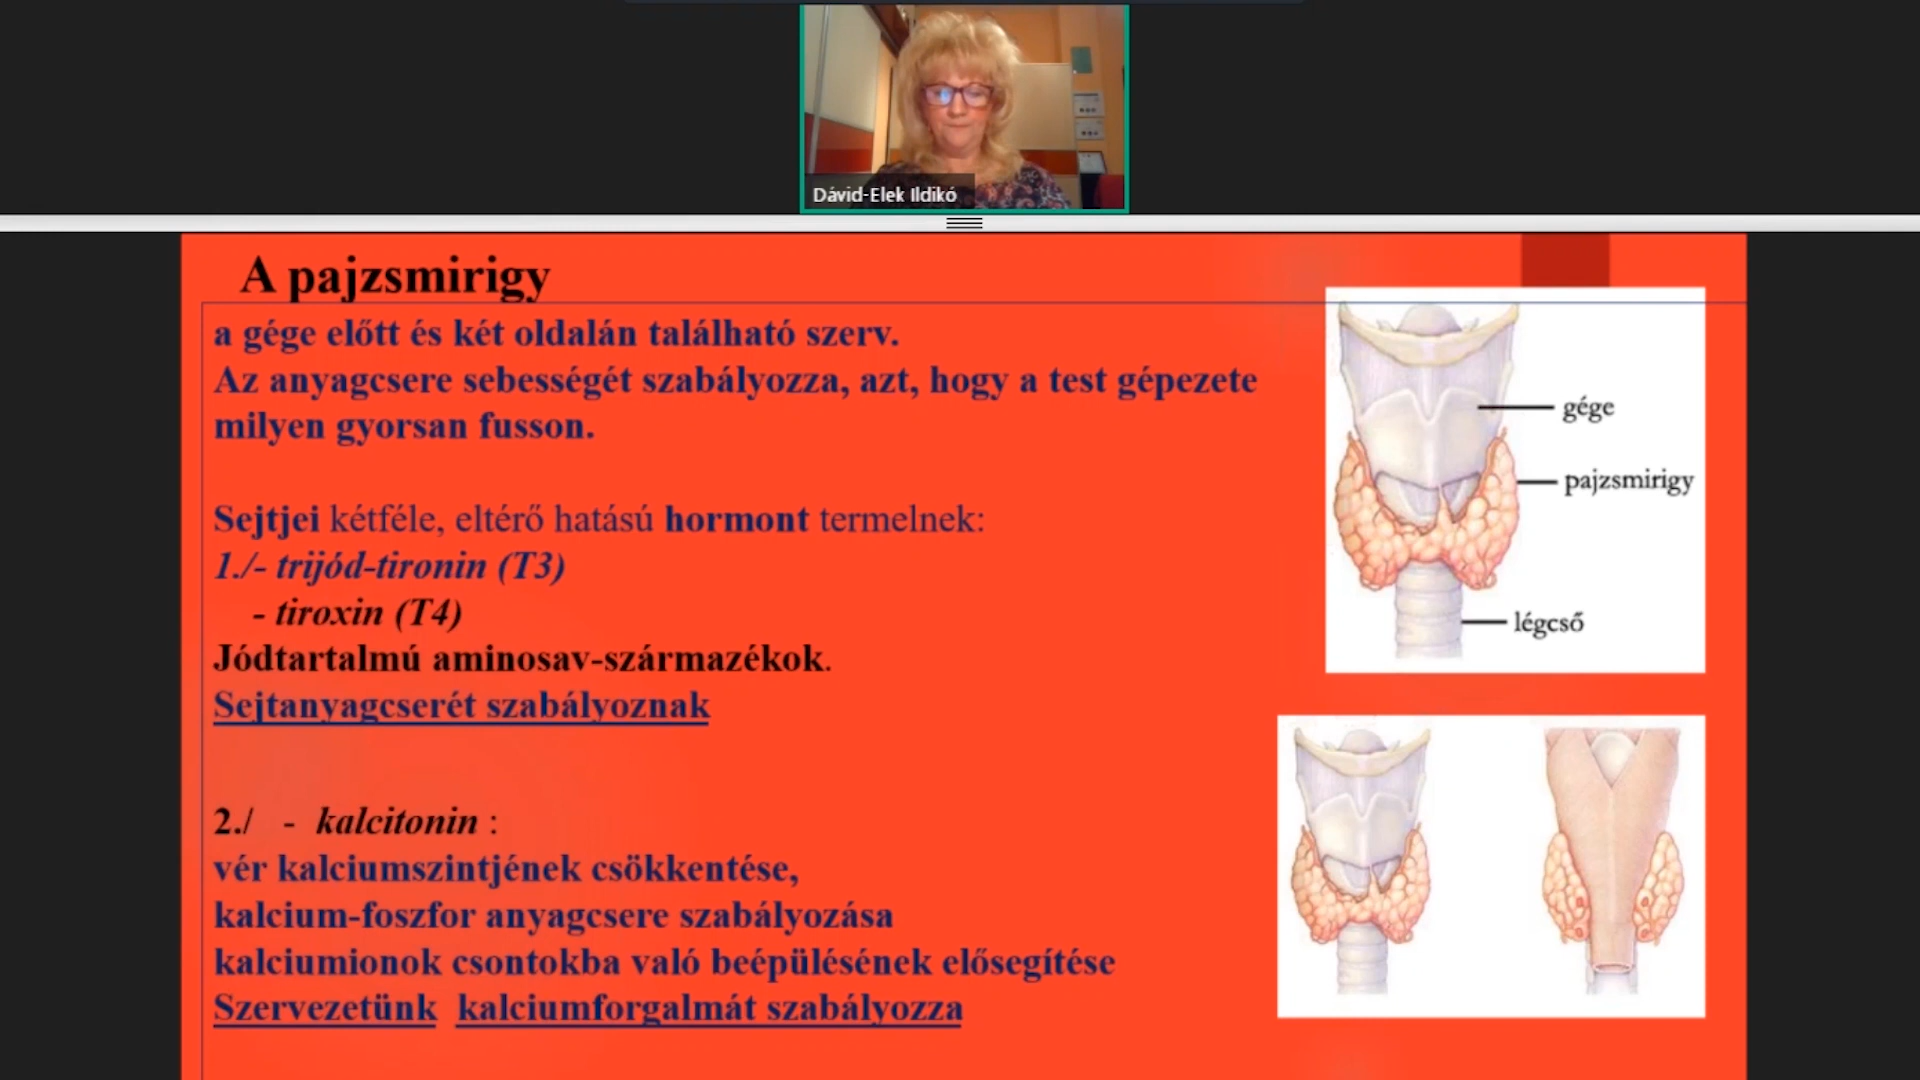 Dávid-Elek Ildikó
A pajzsmirigy
a gége előtt és két oldalán található szerv.
Az anyagcsere sebességét szabályozza, azt, hogy a test gépezete
milyen gyorsan fusson.
Sejtjei kétféle, eltérő hatású hormont termelnek:
1./- trijód-tironin (T3)
- tiroxin (T4)
Jódtartalmú aminosav-származékok.
Sejtanyagcserét szabályoznak
2./ - kalcitonin :
vér kalciumszintjének csökkentése,
kalcium-foszfor anyagcsere szabályozása
kalciumionok csontokba való beépülésének elősegítése
Szervezetünk kalciumforgalmát szabályozza
gége
pajzsmirigy
légcső